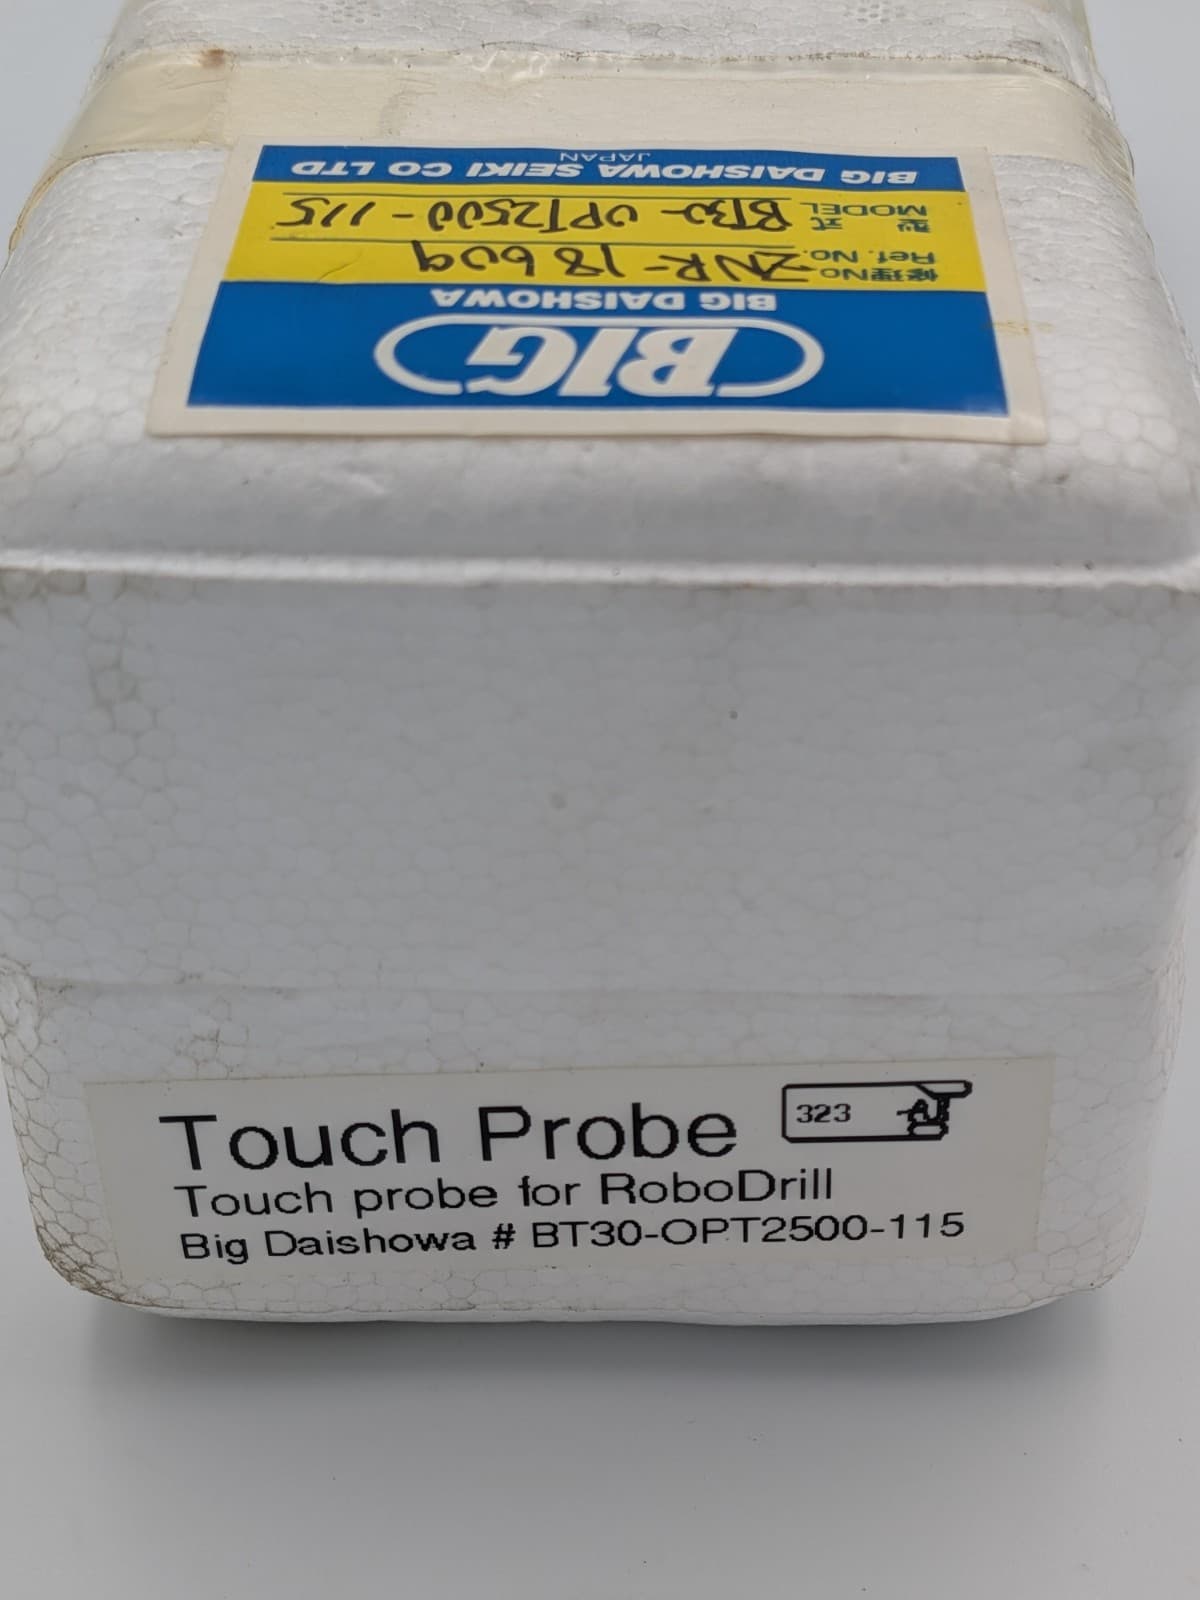 BIG
BIG DAISHOWA
修理No. ZNR-18609
Ref. No.
型式 BT30-OPT2500-115
MODEL
BIG DAISHOWA SEIKI CO LTD
JAPAN
Touch Probe
323
Touch probe for RoboDrill
Big Daishowa # BT30-OPT2500-115